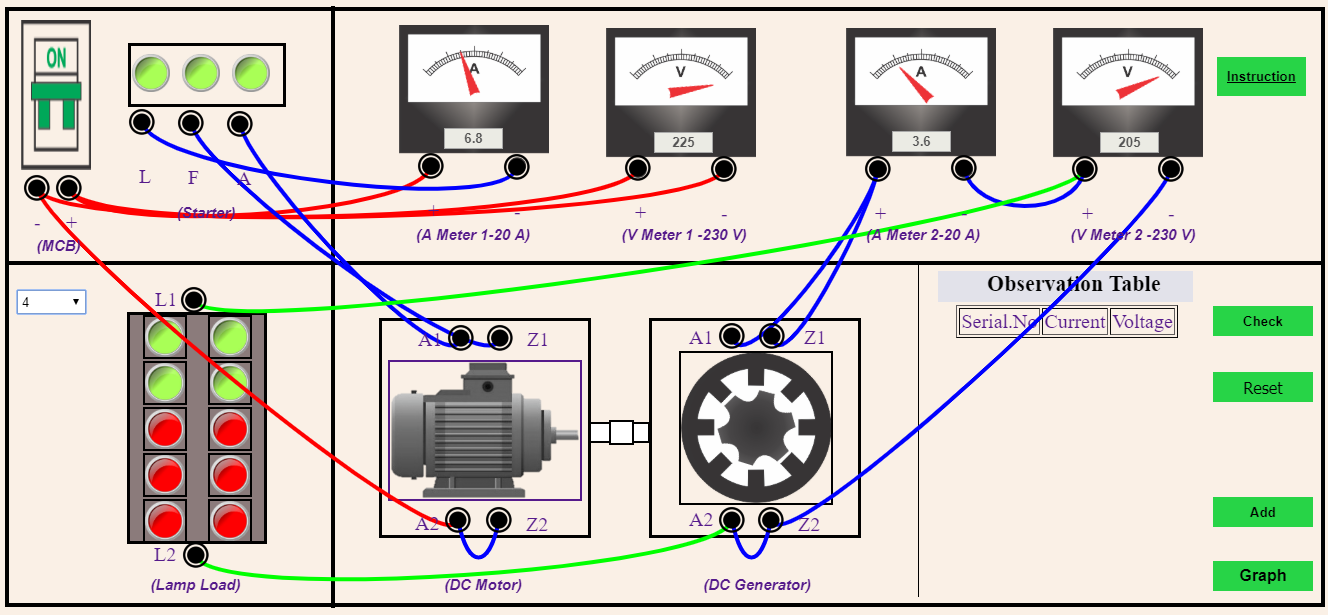 ON
L F A
(Starter)
- +
(MCB)
A
6.8
+ -
(A Meter 1-20 A)
V
225
+ -
(V Meter 1 -230 V)
A
3.6
+ -
(A Meter 2-20 A)
V
205
+ -
(V Meter 2 -230 V)
Instruction
4
L1
L2
(Lamp Load)
A1 Z1
A2 Z2
(DC Motor)
A1 Z1
A2 Z2
(DC Generator)
Observation Table
Serial.No Current Voltage
Check
Reset
Add
Graph